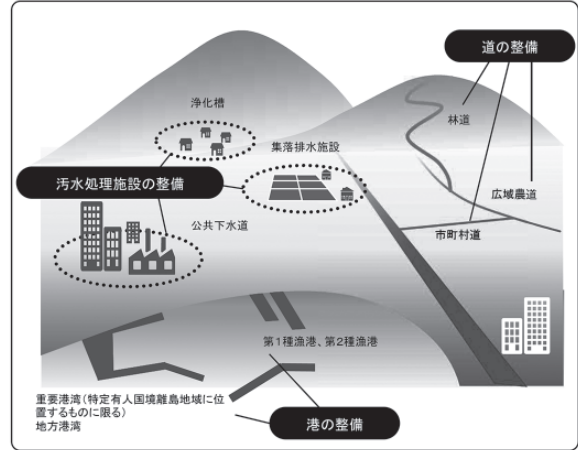 道の整備
浄化槽
林道
集落排水施設
汚水処理施設の整備
広域農道
公共下水道
市町村道
第1種漁港、第2種漁港
重要港湾（特定有人国境離島地域に位
置するものに限る）
地方港湾
港の整備